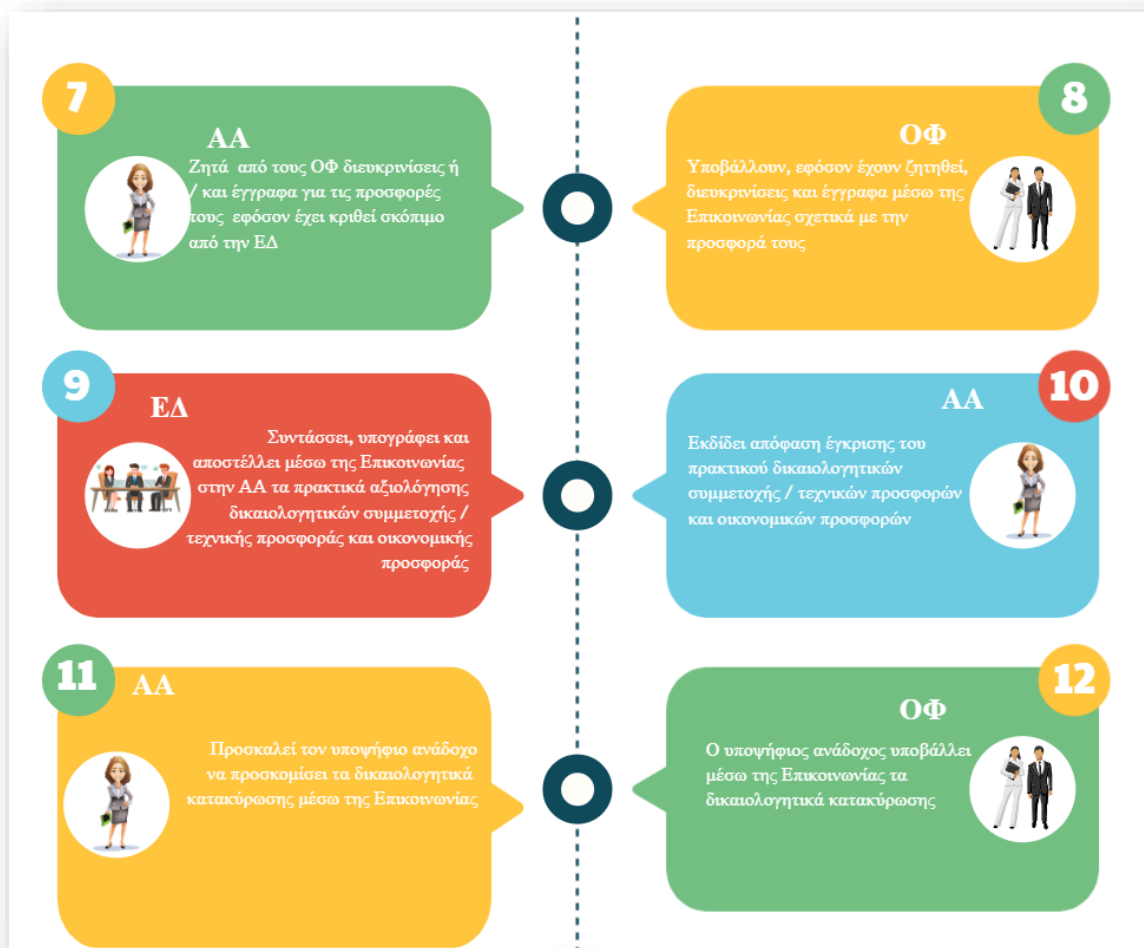 7
ΑΑ
Ζητά από τους ΟΦ διευκρινίσεις ή
/ και έγγραφα για τις προσφορές
τους εφόσον έχει κριθεί σκόπιμο
από την ΕΔ
8
ΟΦ
Υποβάλλουν, εφόσον έχουν ζητηθεί,
διευκρινίσεις και έγγραφα μέσω της
Επικοινωνίας σχετικά με την
προσφορά τους
9
ΕΔ
Συντάσσει, υπογράφει και
αποστέλλει μέσω της Επικοινωνίας
στην ΑΑ τα πρακτικά αξιολόγησης
δικαιολογητικών συμμετοχής /
τεχνικής προσφοράς και οικονομικής
προσφοράς
10
ΑΑ
Εκδίδει απόφαση έγκρισης του
πρακτικού δικαιολογητικών
συμμετοχής / τεχνικών προσφορών
και οικονομικών προσφορών
11
ΑΑ
Προσκαλεί τον υποψήφιο ανάδοχο
να προσκομίσει τα δικαιολογητικά
κατακύρωσης μέσω της Επικοινωνίας
12
ΟΦ
Ο υποψήφιος ανάδοχος υποβάλλει
μέσω της Επικοινωνίας τα
δικαιολογητικά κατακύρωσης